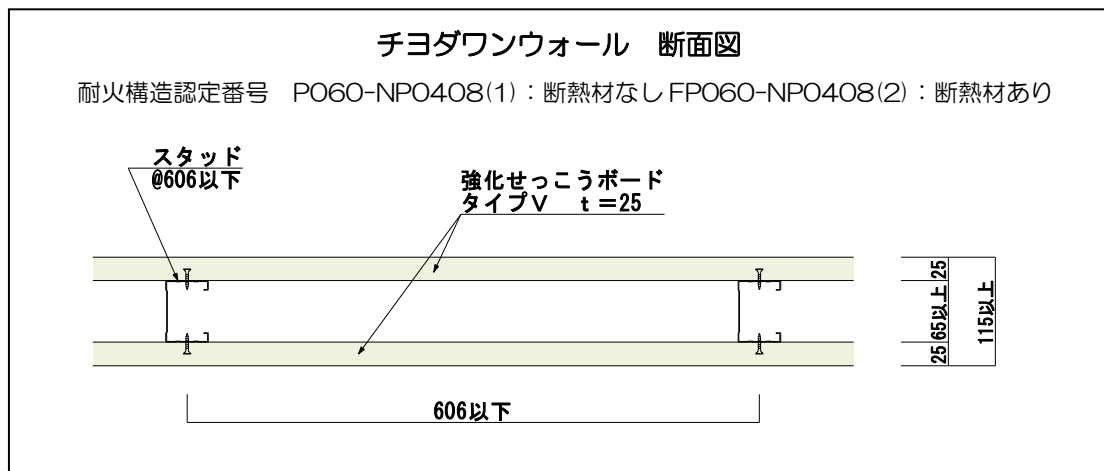 チヨダワンウォール 断面図
耐火構造認定番号 PO60-NP0408(1)：断熱材なし FP060-NP0408(2)：断熱材あり
スタッド
@606以下
強化せっこうボード
タイプV t＝25
25
65以上
25
115以上
606以下